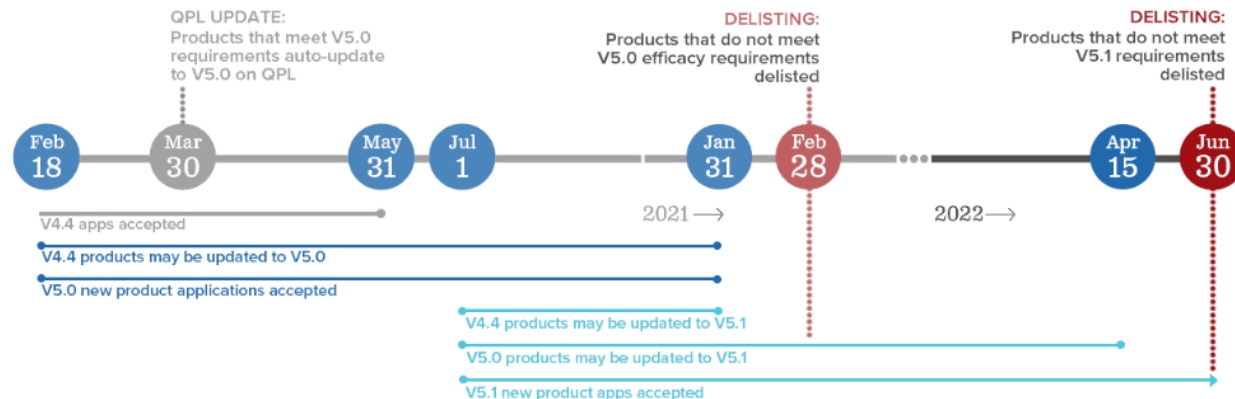 QPL UPDATE:
Products that meet V5.0
requirements auto-update
to V5.0 on QPL
DELISTING:
Products that do not meet
V5.0 efficacy requirements
delisted
DELISTING:
Products that do not meet
V5.1 requirements
delisted
Feb
18
Mar
30
May
31
Jul
1
Jan
31
Feb
28
Apr
15
Jun
30
2021
2022
V4.4 apps accepted
V4.4 products may be updated to V5.0
V5.0 new product applications accepted
V4.4 products may be updated to V5.1
V5.0 products may be updated to V5.1
V5.1 new product apps accepted